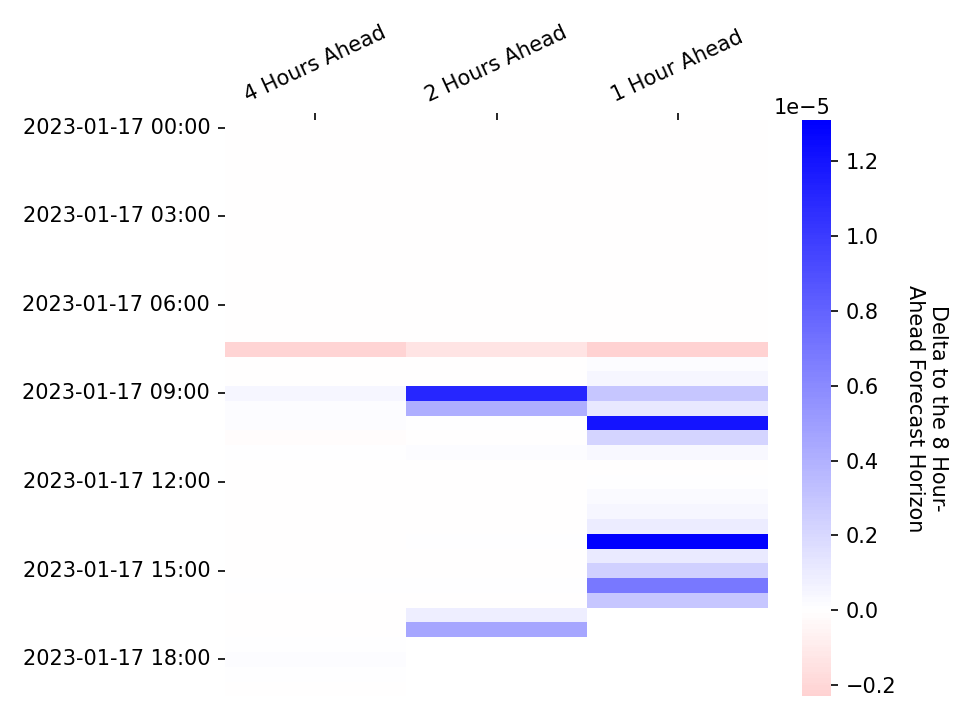 4 Hours Ahead
2 Hours Ahead
1 Hour Ahead
1e−5
2023-01-17 00:00
2023-01-17 03:00
2023-01-17 06:00
2023-01-17 09:00
2023-01-17 12:00
2023-01-17 15:00
2023-01-17 18:00
1.2
1.0
0.8
0.6
0.4
0.2
0.0
−0.2
Delta to the 8 Hour-
Ahead Forecast Horizon